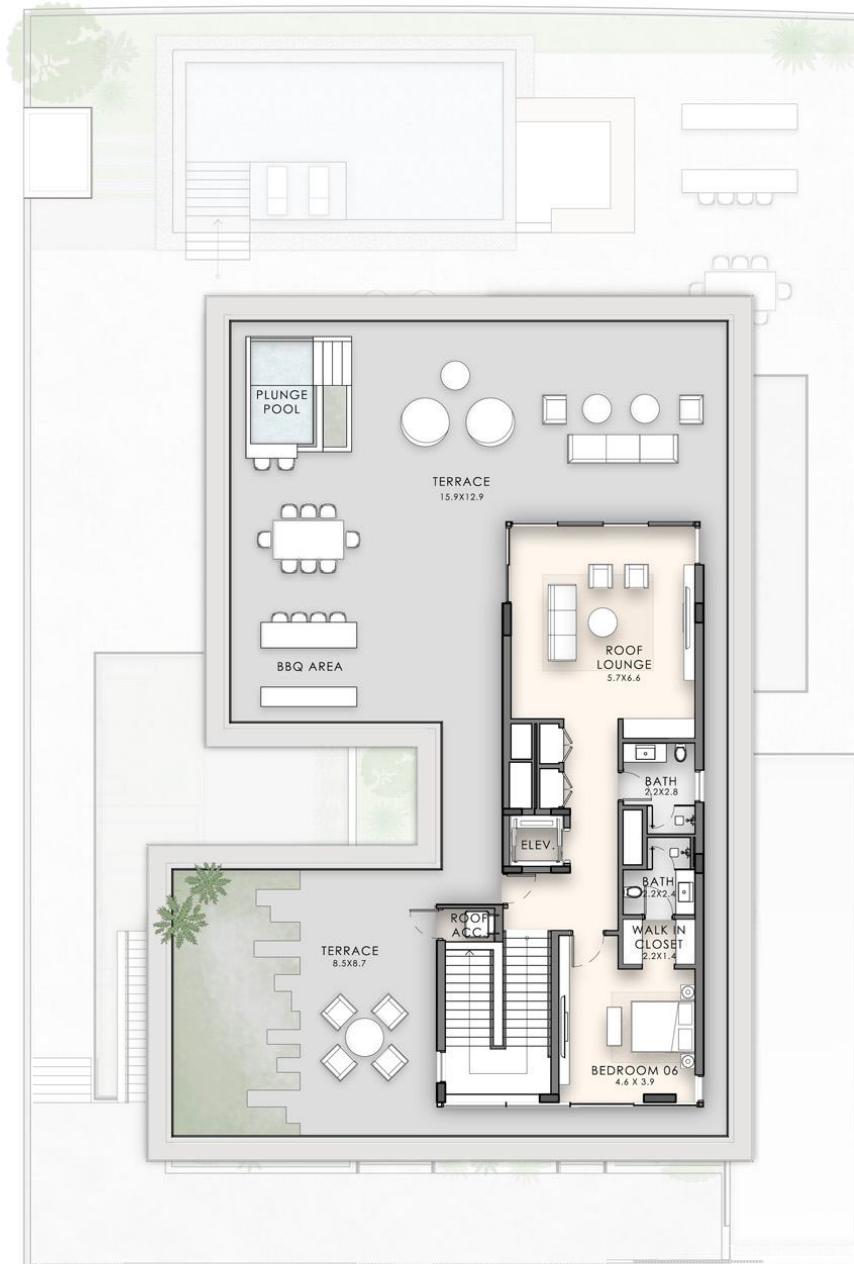 PLUNGE
POOL
TERRACE
15.9X12.9
BBQ AREA
ROOF
LOUNGE
5.7X6.6
BATH
2.2X2.8
ELEV.
BATH
2.2X2.4
ROOF
ACC.
WALK IN
CLOSET
2.2X1.4
TERRACE
8.5X8.7
BEDROOM 06
4.6 X 3.9